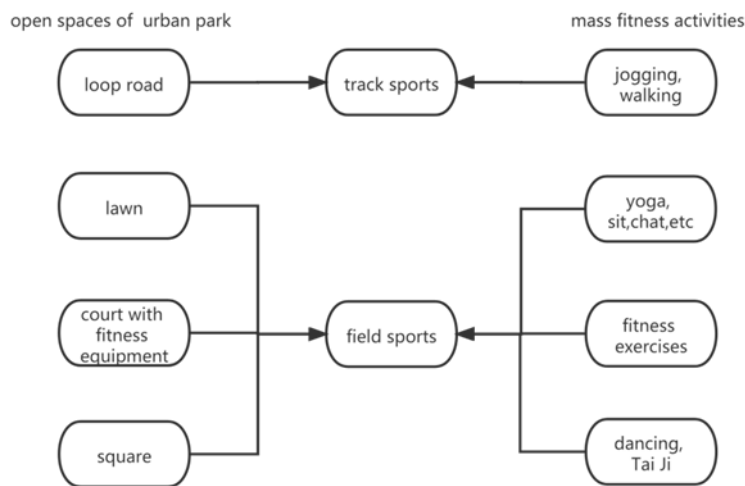 open spaces of urban park
mass fitness activities
loop road
track sports
jogging,
walking
lawn
yoga,
sit,chat,etc
court with
fitness
equipment
field sports
fitness
exercises
square
dancing,
Tai Ji